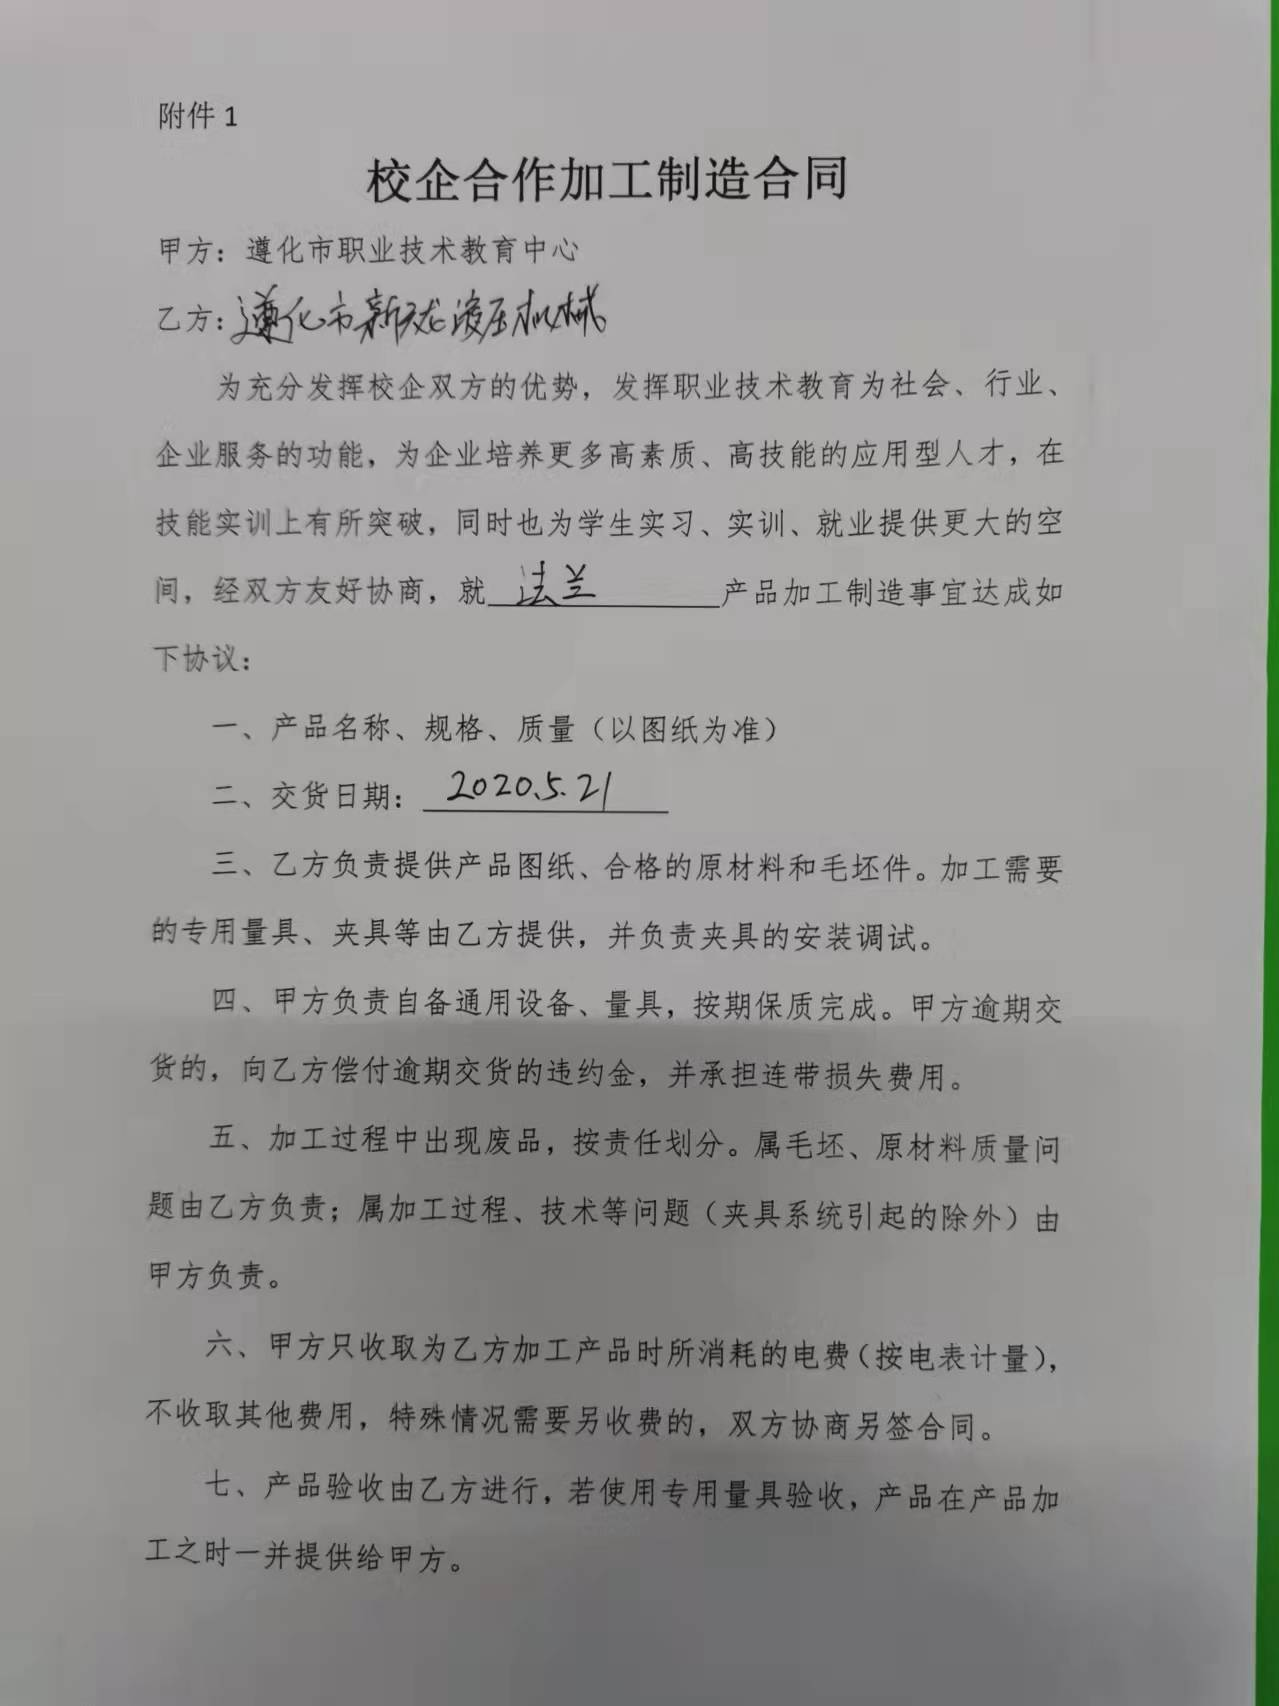 附件 1
校企合作加工制造合同
甲方：遵化市职业技术教育中心
乙方：遵化市新龙液压机械
为充分发挥校企双方的优势，发挥职业技术教育为社会、行业、
企业服务的功能，为企业培养更多高素质、高技能的应用型人才，在
技能实训上有所突破，同时也为学生实习、实训、就业提供更大的空
间，经双方友好协商，就 法兰 产品加工制造事宜达成如
下协议：
一、产品名称、规格、质量（以图纸为准）
二、交货日期： 2020.5.21
三、乙方负责提供产品图纸、合格的原材料和毛坯件。加工需要
的专用量具、夹具等由乙方提供，并负责夹具的安装调试。
四、甲方负责自备通用设备、量具，按期保质完成。甲方逾期交
货的，向乙方偿付逾期交货的违约金，并承担连带损失费用。
五、加工过程中出现废品，按责任划分。属毛坯、原材料质量问
题由乙方负责；属加工过程、技术等问题（夹具系统引起的除外）由
甲方负责。
六、甲方只收取为乙方加工产品时所消耗的电费（按电表计量），
不收取其他费用，特殊情况需要另收费的，双方协商另签合同。
七、产品验收由乙方进行，若使用专用量具验收，产品在产品加
工之时一并提供给甲方。